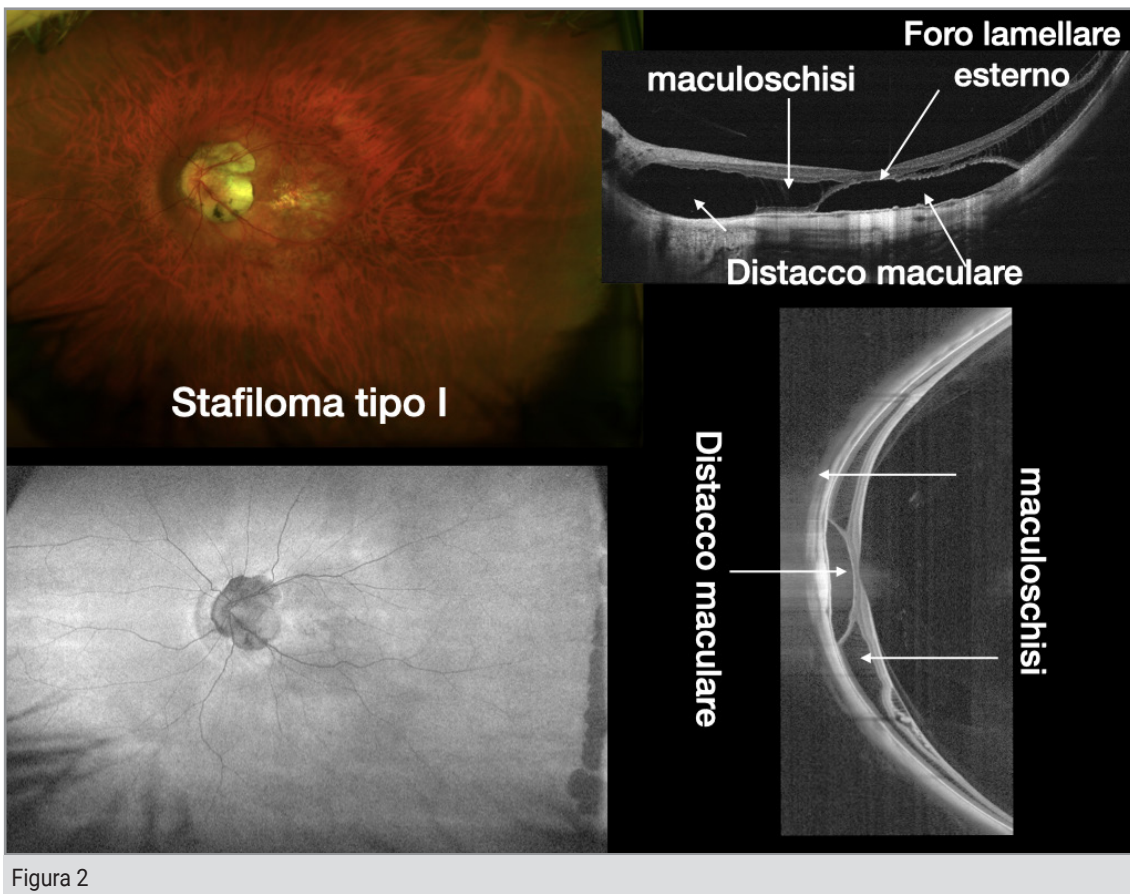 Foro lamellare
esterno
maculoschisi
Distacco maculare
Stafiloma tipo I
Distacco maculare
maculoschisi
Figura 2